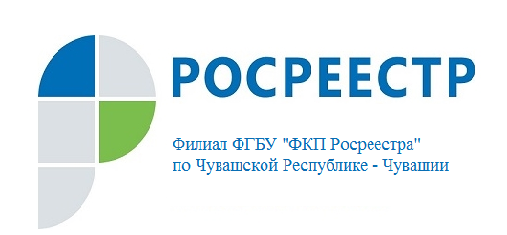 РОСРЕЕСТР
Филиал ФГБУ "ФКП Росреестра"
по Чувашской Республике - Чувашии